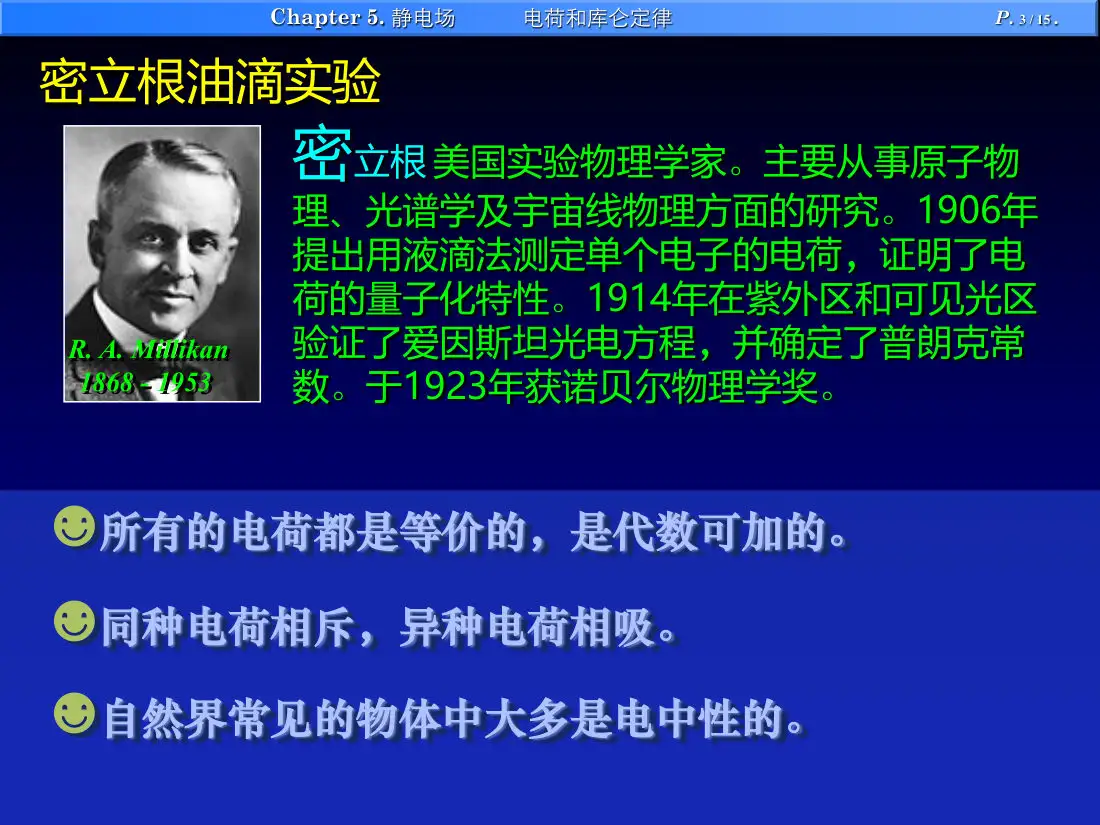 Chapter 5. 静电场 电荷和库仑定律 P. 3 / 15 .
密立根油滴实验
密立根 美国实验物理学家。主要从事原子物
理、光谱学及宇宙线物理方面的研究。1906年
提出用液滴法测定单个电子的电荷，证明了电
荷的量子化特性。1914年在紫外区和可见光区
验证了爱因斯坦光电方程，并确定了普朗克常
数。于1923年获诺贝尔物理学奖。
R. A. Millikan
1868 - 1953
所有的电荷都是等价的，是代数可加的。
同种电荷相斥，异种电荷相吸。
自然界常见的物体中大多是电中性的。